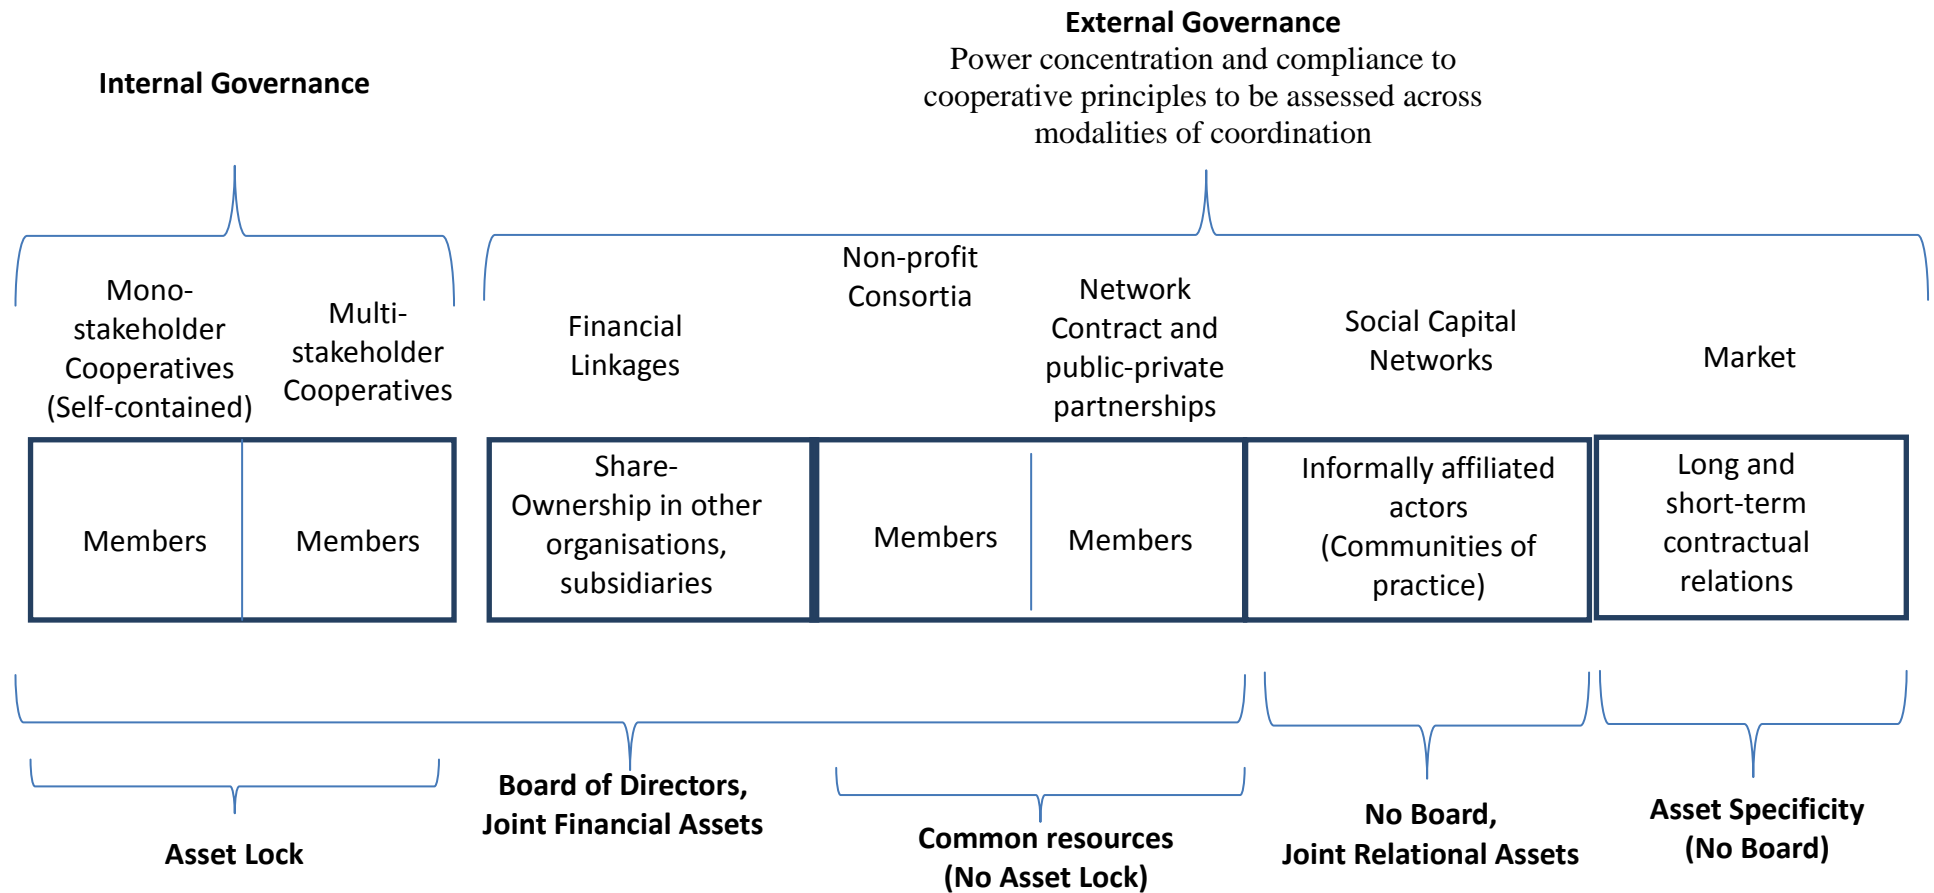 External Governance
Power concentration and compliance to
cooperative principles to be assessed across
modalities of coordination
Internal Governance
Mono-
stakeholder
Cooperatives
(Self-contained)
Multi-
stakeholder
Cooperatives
Financial
Linkages
Non-profit
Consortia
Network
Contract and
public-private
partnerships
Social Capital
Networks
Market
Members
Members
Share-
Ownership in other
organisations,
subsidiaries
Members
Members
Informally affiliated
actors
(Communities of
practice)
Long and
short-term
contractual
relations
Asset Lock
Board of Directors,
Joint Financial Assets
Common resources
(No Asset Lock)
No Board,
Joint Relational Assets
Asset Specificity
(No Board)